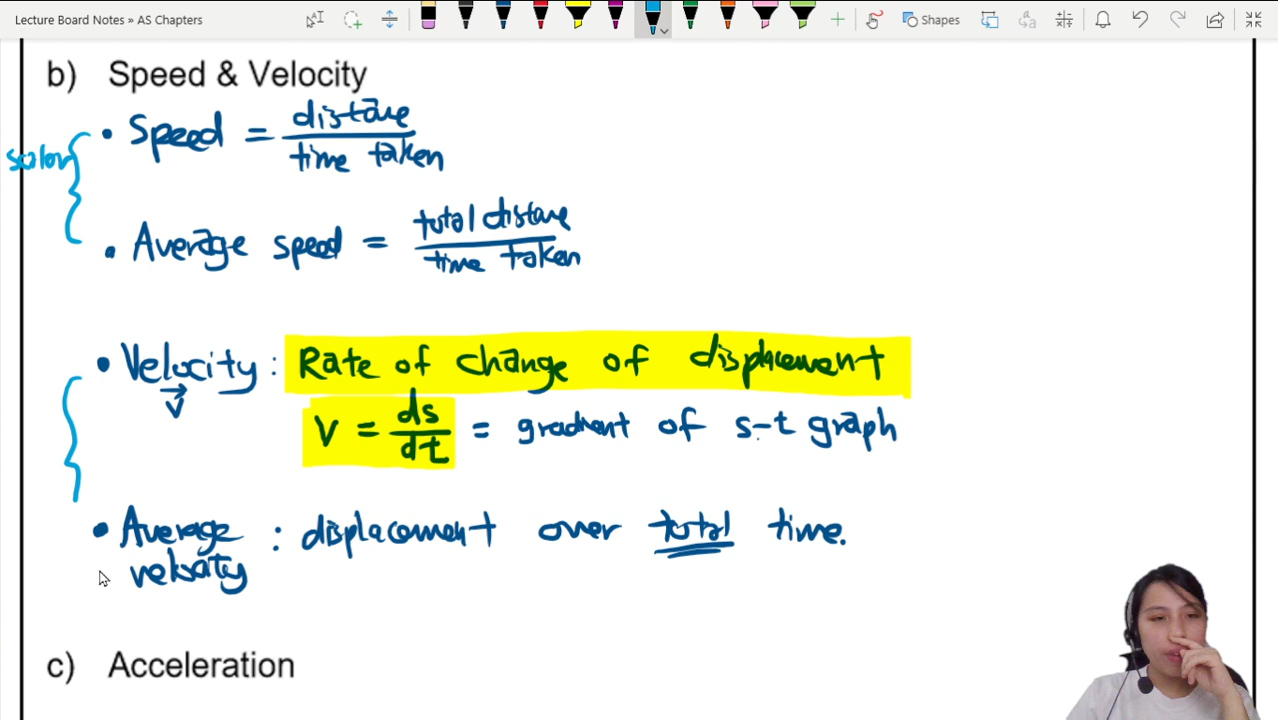 Lecture Board Notes » AS Chapters
Shapes
b) Speed & Velocity
• Speed = distance
time taken
scalar
• Average speed = total distance
time taken
• Velocity : Rate of change of displacement
v
v = ds/dt = gradient of s-t graph
• Average velocity : displacement over total time.
c) Acceleration